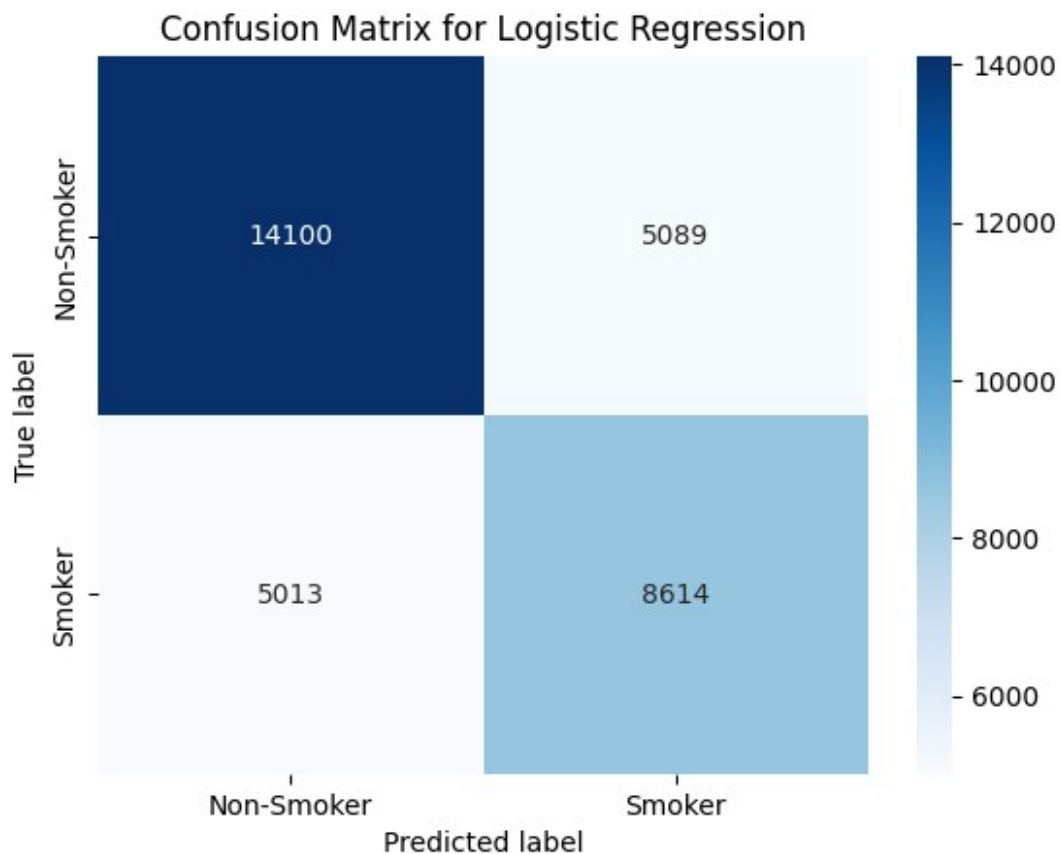 Confusion Matrix for Logistic Regression
True label
Non-Smoker
Smoker
14100 5089
5013 8614
Non-Smoker Smoker
Predicted label
14000
12000
10000
8000
6000